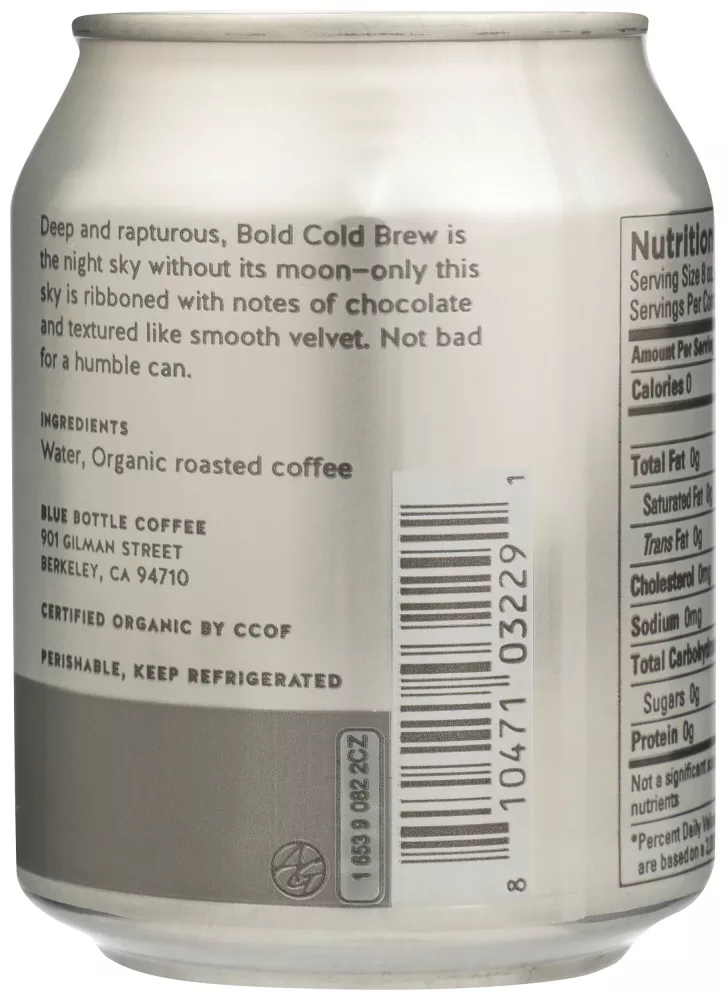 Deep and rapturous, Bold Cold Brew is
the night sky without its moon—only this
sky is ribboned with notes of chocolate
and textured like smooth velvet. Not bad
for a humble can.
INGREDIENTS
Water, Organic roasted coffee
BLUE BOTTLE COFFEE
901 GILMAN STREET
BERKELEY, CA 94710
CERTIFIED ORGANIC BY CCOF
PERISHABLE, KEEP REFRIGERATED
1 653 9 082 2CZ
8 10471 03229 1
Nutrition
Serving Size 8
Servings Per
Amount Per
Calories 0
Total Fat 0g
Saturated Fat
Trans Fat 0g
Cholesterol 0mg
Sodium 0mg
Total
Sugars 0g
Protein 0g
Not a significant
nutrients
*Percent Daily
are based on a